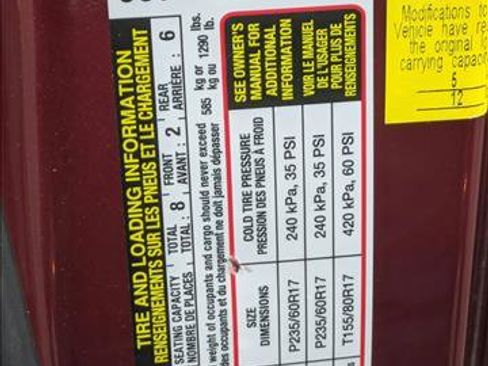 TIRE AND LOADING INFORMATION
RENSEIGNEMENTS SUR LES PNEUS ET LE CHARGEMENT
SEATING CAPACITY TOTAL FRONT REAR
NOMBRE DE PLACES TOTAL : 8 AVANT : 2 ARRIÈRE : 6
weight of occupants and cargo should never exceed 585 kg or 1290 lbs.
des occupants et du chargement ne doit jamais dépasser kg ou lb.
SIZE
DIMENSIONS
COLD TIRE PRESSURE
PRESSION DES PNEUS À FROID
SEE OWNER'S
MANUAL FOR
ADDITIONAL
INFORMATION
P235/60R17 240 kPa, 35 PSI
VOIR LE MANUEL
DE L'USAGER
POUR PLUS DE
RENSEIGNEMENTS
P235/60R17 240 kPa, 35 PSI
T155/80R17 420 kPa, 60 PSI
Modifications to
Vehicle have re
the original lo
carrying capaci
5
12